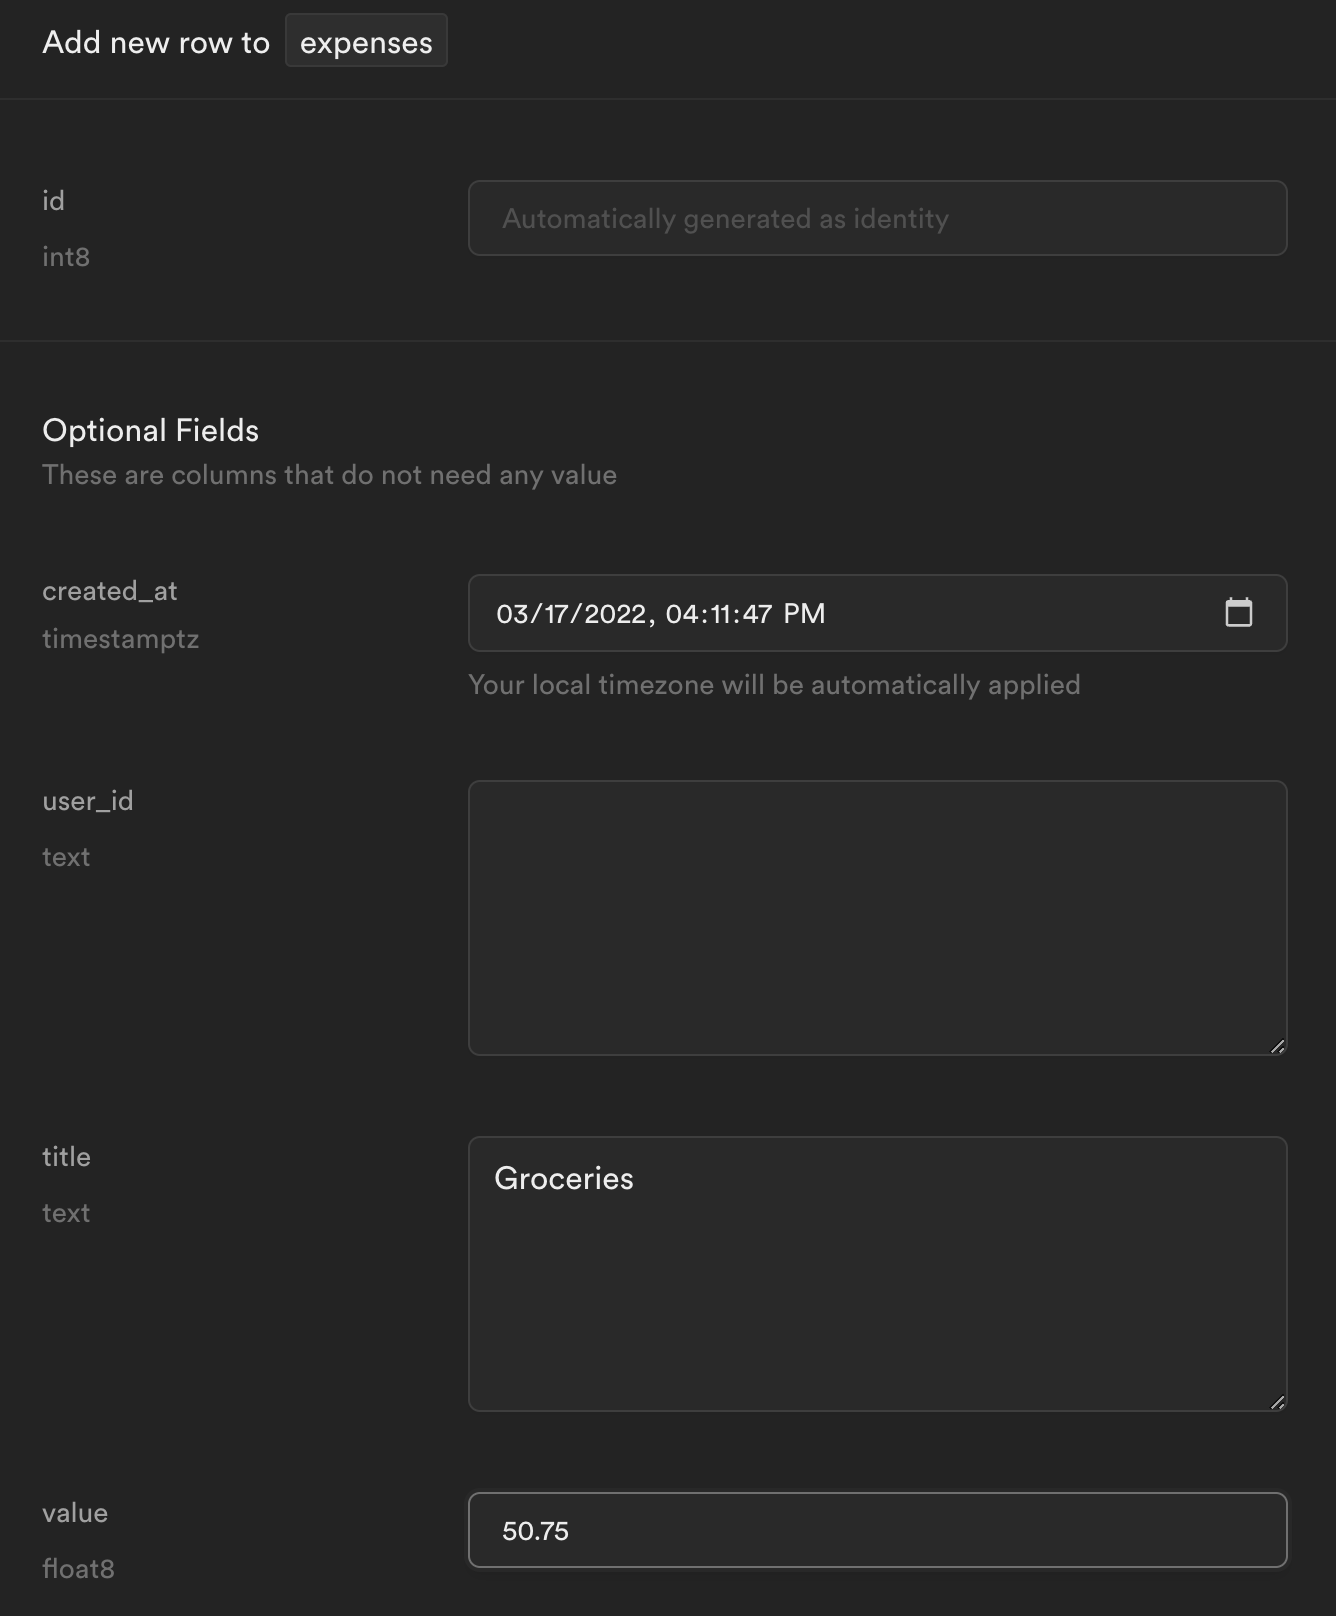 Add new row to expenses
id
Automatically generated as identity
int8
Optional Fields
These are columns that do not need any value
created_at
03/17/2022, 04:11:47 PM
timestamptz
Your local timezone will be automatically applied
user_id
text
title
Groceries
text
value
50.75
float8